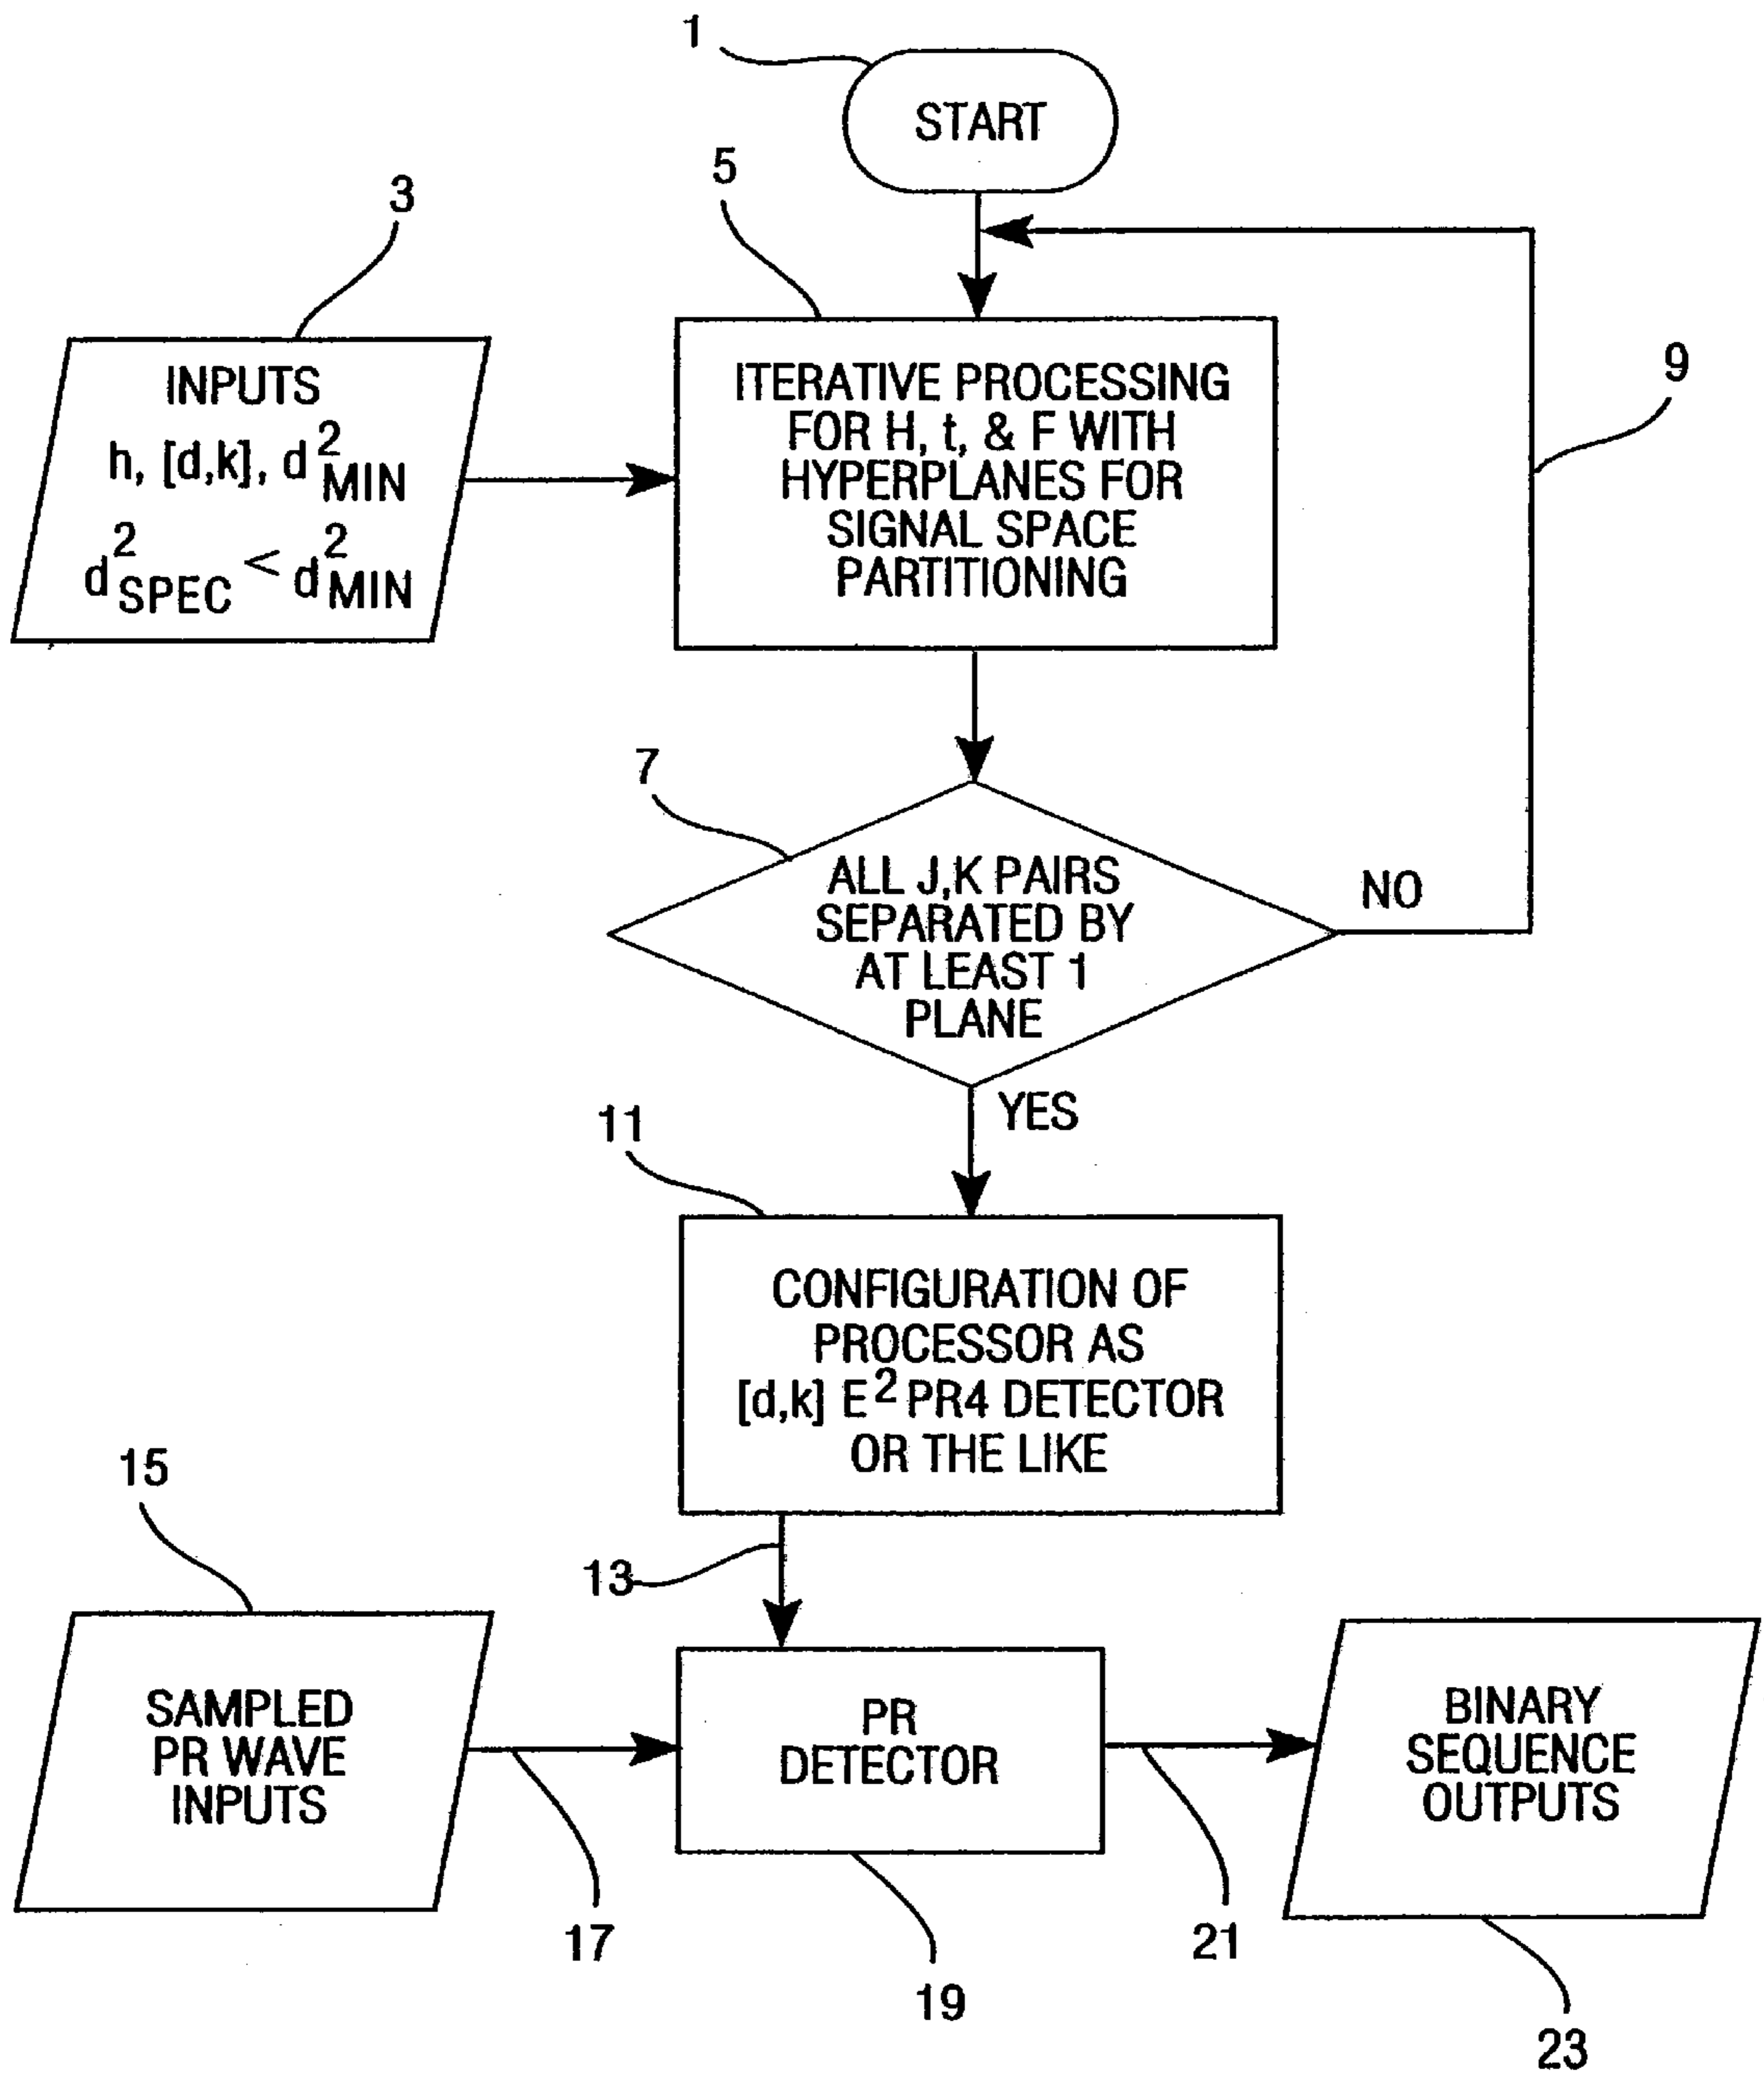 1
START
5
3
INPUTS
h, [d,k], d²MIN
d²SPEC < d²MIN
ITERATIVE PROCESSING
FOR H, t, & F WITH
HYPERPLANES FOR
SIGNAL SPACE
PARTITIONING
9
7
ALL J,K PAIRS
SEPARATED BY
AT LEAST 1
PLANE
NO
YES
11
CONFIGURATION OF
PROCESSOR AS
[d,k] E² PR4 DETECTOR
OR THE LIKE
13
15
SAMPLED
PR WAVE
INPUTS
17
PR
DETECTOR
19
21
BINARY
SEQUENCE
OUTPUTS
23